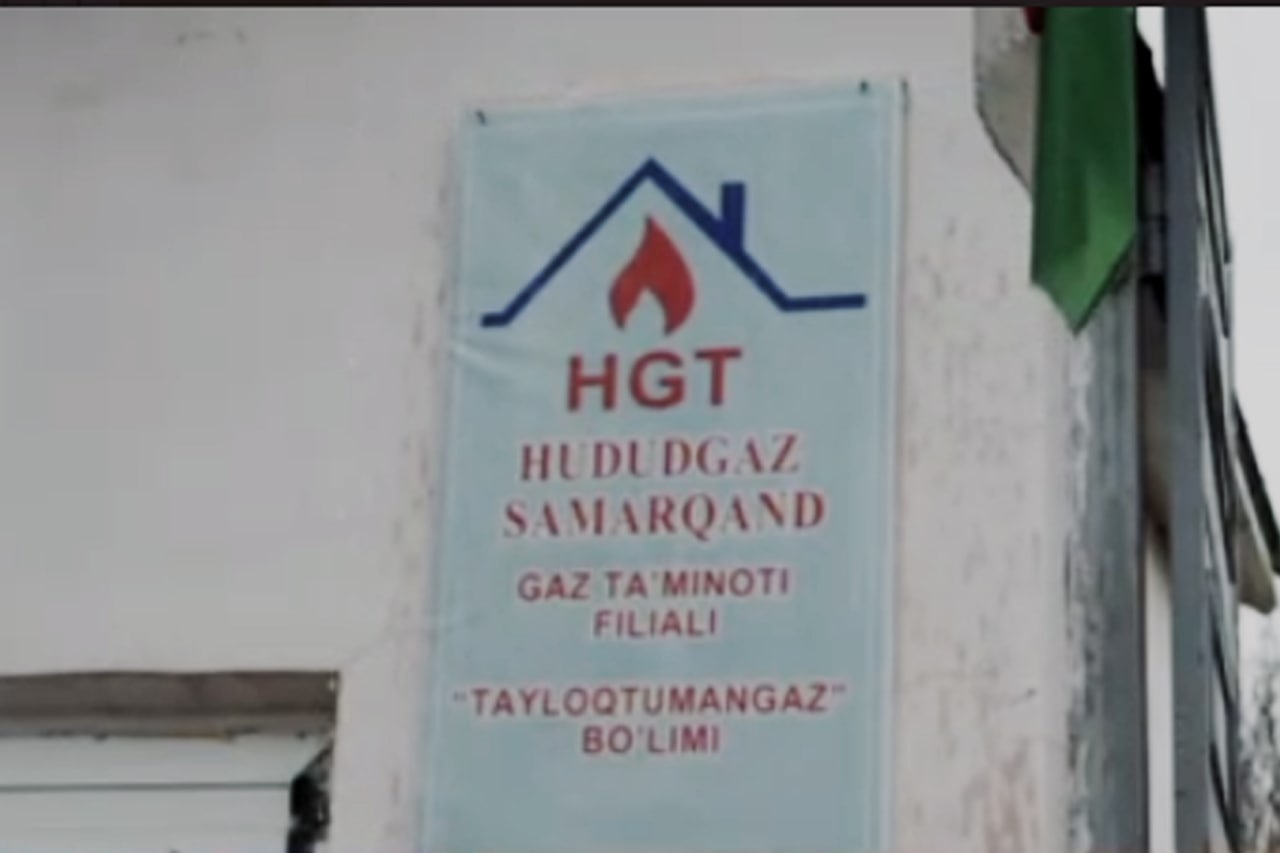 HGT
HUDUDGAZ
SAMARQAND
GAZ TA'MINOTI
FILIALI
"TAYLOQTUMANGAZ"
BO'LIMI